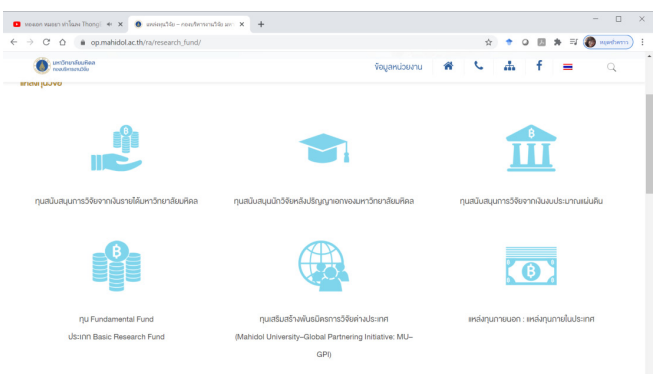 แหล่งทุนวิจัย – กองบริหารงานวิจัย มหา
op.mahidol.ac.th/ra/research_fund/
หยุดชั่วคราว
มหาวิทยาลัยมหิดล
กองบริหารงานวิจัย
ข้อมูลหน่วยงาน
แหล่งทุนวิจัย
ทุนสนับสนุนการวิจัยจากเงินรายได้มหาวิทยาลัยมหิดล
ทุนสนับสนุนนักวิจัยหลังปริญญาเอกของมหาวิทยาลัยมหิดล
ทุนสนับสนุนการวิจัยจากเงินงบประมาณแผ่นดิน
ทุน Fundamental Fund
ประเภท Basic Research Fund
ทุนเสริมสร้างพันธมิตรการวิจัยต่างประเทศ
(Mahidol University–Global Partnering Initiative: MU–
GPI)
แหล่งทุนภายนอก : แหล่งทุนภายในประเทศ